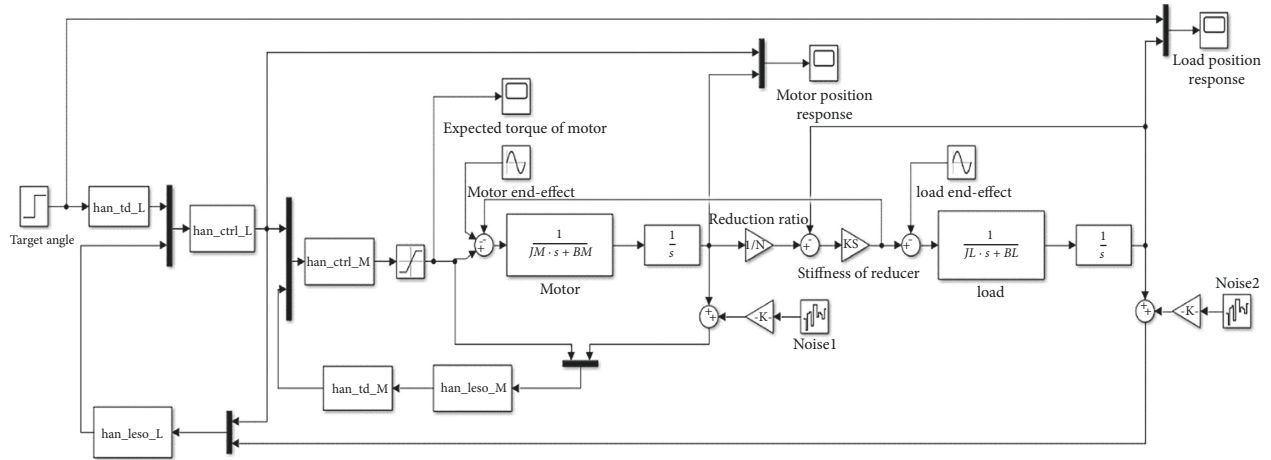 Load position
response
Motor position
response
Expected torque of motor
Motor end-effect
load end-effect
Target angle
han_td_L
han_ctrl_L
han_ctrl_M
- 
+
1
JM · s + BM
Motor
1
s
Reduction ratio
1/N
-
+
KS
Stiffness of reducer
-
+
1
JL · s + BL
load
1
s
+
+
-K-
Noise1
+
+
-K-
Noise2
han_td_M
han_leso_M
han_leso_L